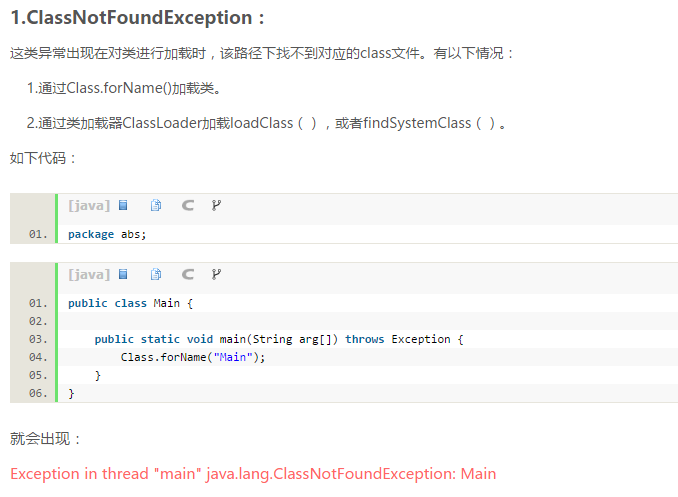 1.ClassNotFoundException：
这类异常出现在对类进行加载时，该路径下找不到对应的class文件。有以下情况：
1.通过Class.forName()加载类。
2.通过类加载器ClassLoader加载loadClass（ ），或者findSystemClass（ ）。
如下代码：
[java]
01. package abs;
[java]
01. public class Main {
02.
03. public static void main(String arg[]) throws Exception {
04. Class.forName("Main");
05. }
06. }
就会出现：
Exception in thread "main" java.lang.ClassNotFoundException: Main